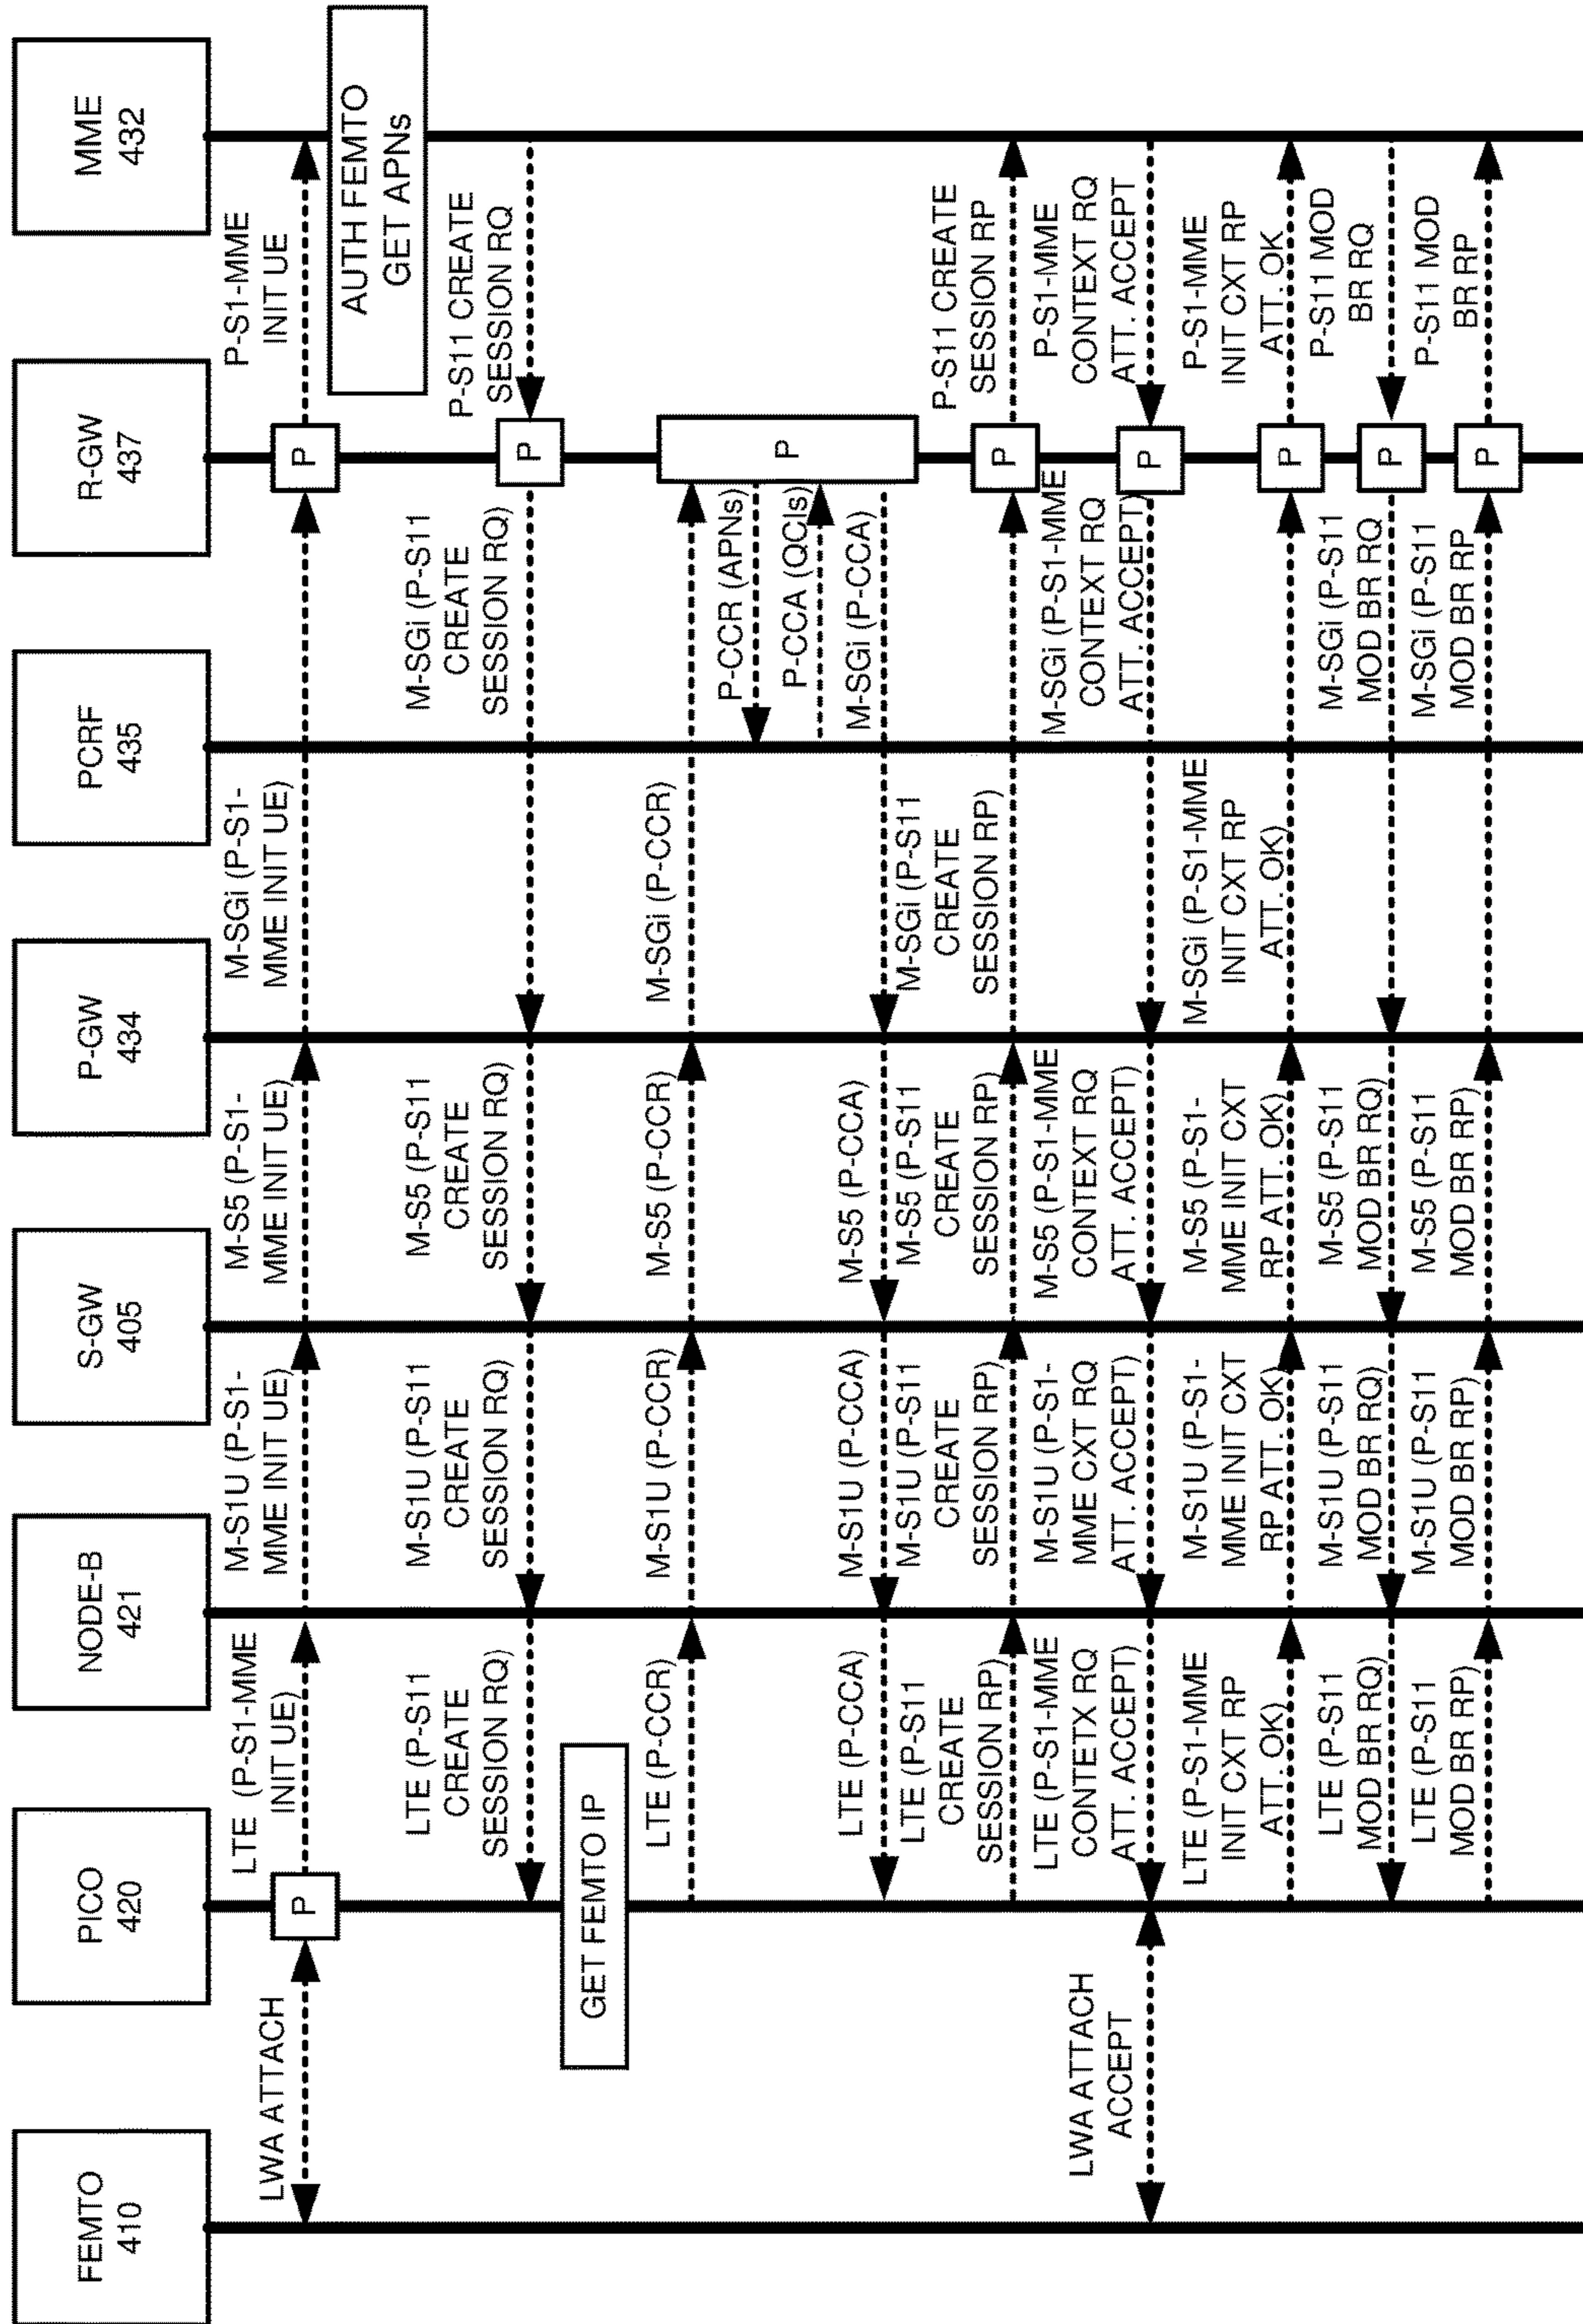 FEMTO
410
PICO
420
NODE-B
421
S-GW
405
P-GW
434
PCRF
435
R-GW
437
MME
432
LWA ATTACH
P
LTE (P-S1-MME
INIT UE)
M-S1U (P-S1-
MME INIT UE)
M-S5 (P-S1-
MME INIT UE)
M-SGi (P-S1-
MME INIT UE)
P
P-S1-MME
INIT UE
AUTH FEMTO
GET APNs
LTE (P-S11
CREATE
SESSION RQ)
M-S1U (P-S11
CREATE
SESSION RQ)
M-S5 (P-S11
CREATE
SESSION RQ)
M-SGi (P-S11
CREATE
SESSION RQ)
P
P-S11 CREATE
SESSION RQ
GET FEMTO IP
LTE (P-CCR)
M-S1U (P-CCR)
M-S5 (P-CCR)
M-SGi (P-CCR)
P
P-CCR (APNs)
P-CCA (QCIs)
LTE (P-CCA)
M-S1U (P-CCA)
M-S5 (P-CCA)
M-SGi (P-CCA)
LTE (P-S11
CREATE
SESSION RP)
M-S1U (P-S11
CREATE
SESSION RP)
M-S5 (P-S11
CREATE
SESSION RP)
M-SGi (P-S11
CREATE
SESSION RP)
P
P-S11 CREATE
SESSION RP
LWA ATTACH
ACCEPT
LTE (P-S1-MME
CONTETX RQ
ATT. ACCEPT)
M-S1U (P-S1-
MME CXT RQ
ATT. ACCEPT)
M-S5 (P-S1-MME
CONTEXT RQ
ATT. ACCEPT)
M-SGi (P-S1-MME
CONTEXT RQ
ATT. ACCEPT)
P
P-S1-MME
CONTEXT RQ
ATT. ACCEPT
LTE (P-S1-MME
INIT CXT RP
ATT. OK)
M-S1U (P-S1-
MME INIT CXT
RP ATT. OK)
M-S5 (P-S1-
MME INIT CXT
RP ATT. OK)
M-SGi (P-S1-MME
INIT CXT RP
ATT. OK)
P
P-S1-MME
INIT CXT RP
ATT. OK
LTE (P-S11
MOD BR RQ)
M-S1U (P-S11
MOD BR RQ)
M-S5 (P-S11
MOD BR RQ)
M-SGi (P-S11
MOD BR RQ
P
P-S11 MOD
BR RQ
LTE (P-S11
MOD BR RP)
M-S1U (P-S11
MOD BR RP)
M-S5 (P-S11
MOD BR RP)
M-SGi (P-S11
MOD BR RP
P
P-S11 MOD
BR RP